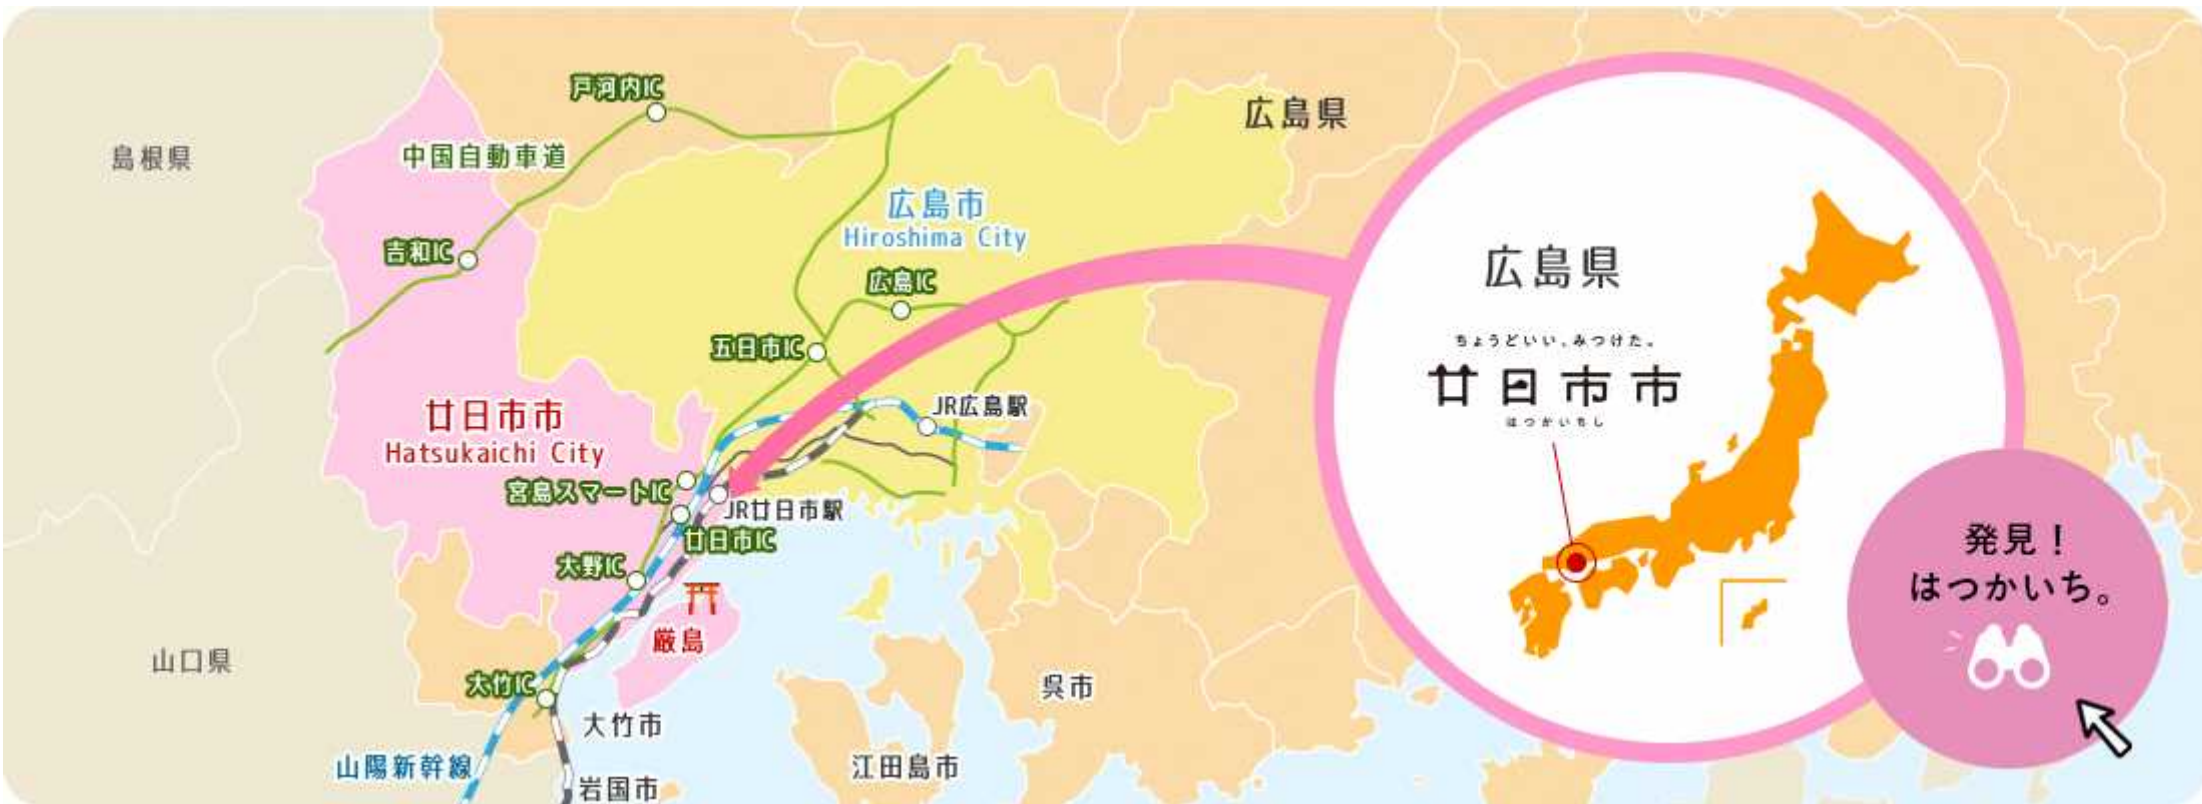 戸河内IC
中国自動車道
島根県
広島県
広島市
Hiroshima City
吉和IC
広島IC
五日市IC
廿日市市
Hatsukaichi City
JR広島駅
宮島スマートIC
JR廿日市駅
廿日市IC
大野IC
厳島
山口県
大竹IC
大竹市
呉市
山陽新幹線
江田島市
岩国市
広島県
ちょうどいい、みつけた。
廿日市市
はつかいちし
発見！
はつかいち。